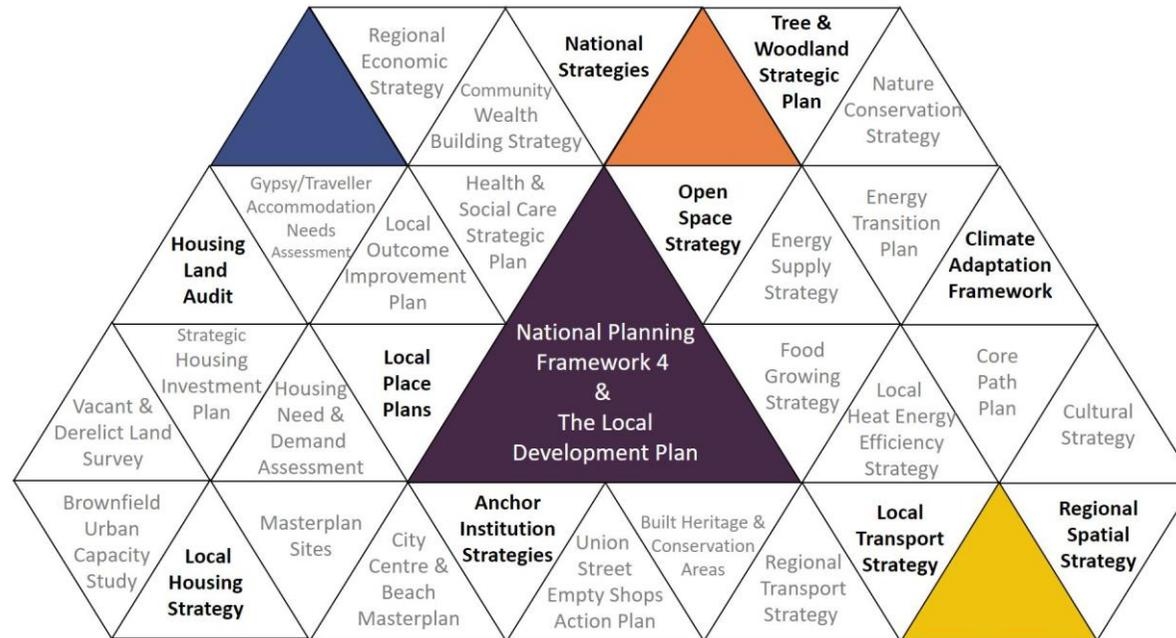 Regional
Economic
Strategy
Community
Wealth
Building Strategy
National
Strategies
Tree &
Woodland
Strategic
Plan
Nature
Conservation
Strategy
Housing
Land
Audit
Gypsy/Traveller
Accommodation
Needs
Assessment
Local
Outcome
Improvement
Plan
Health &
Social Care
Strategic
Plan
Open
Space
Strategy
Energy
Supply
Strategy
Energy
Transition
Plan
Climate
Adaptation
Framework
Vacant &
Derelict Land
Survey
Strategic
Housing
Investment
Plan
Housing
Need &
Demand
Assessment
Local
Place
Plans
National Planning
Framework 4
&
The Local
Development Plan
Food
Growing
Strategy
Local
Heat Energy
Efficiency
Strategy
Core
Path
Plan
Cultural
Strategy
Brownfield
Urban
Capacity
Study
Local
Housing
Strategy
Masterplan
Sites
City
Centre &
Beach
Masterplan
Anchor
Institution
Strategies
Union
Street
Empty Shops
Action Plan
Built Heritage &
Conservation
Areas
Regional
Transport
Strategy
Local
Transport
Strategy
Regional
Spatial
Strategy